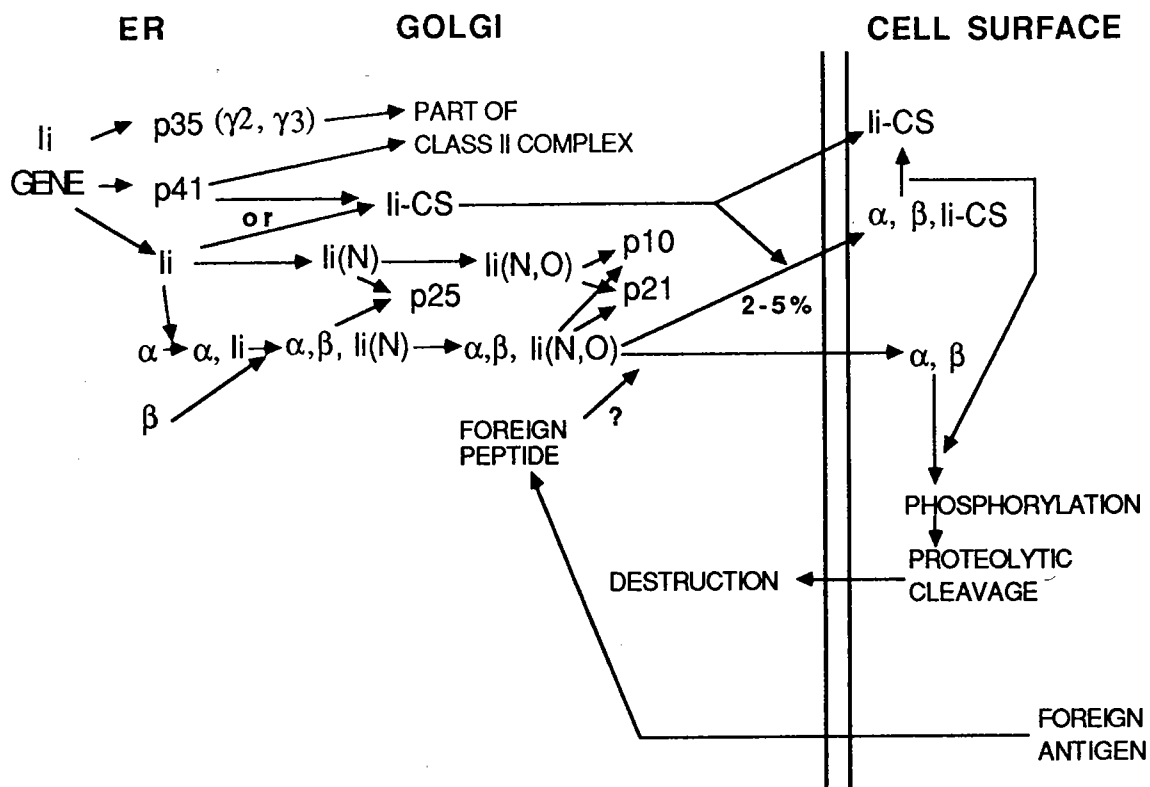 ER GOLGI CELL SURFACE
Ii
GENE
p35 (γ2, γ3)
PART OF
CLASS II COMPLEX
p41
or
Ii-CS
Ii-CS
α, β, Ii-CS
Ii
Ii(N)
Ii(N,O)
p10
p25
p21
2-5%
α
α, Ii
α,β, Ii(N)
α,β, Ii(N,O)
α, β
β
FOREIGN
PEPTIDE
?
PHOSPHORYLATION
PROTEOLYTIC
CLEAVAGE
DESTRUCTION
FOREIGN
ANTIGEN